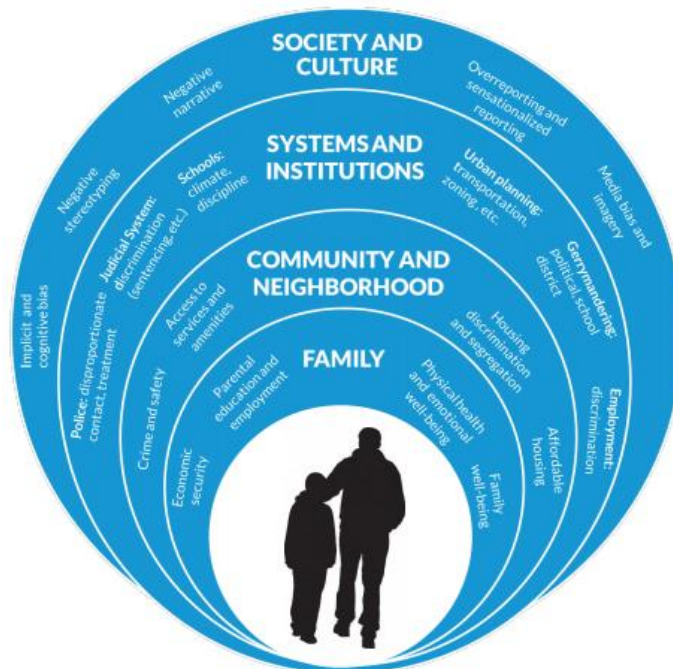 SOCIETY AND
CULTURE
Implicit and
cognitive bias
Negative
stereotyping
Negative
narrative
Overreporting and
sensationalized
reporting
Media bias and
imagery
SYSTEMS AND
INSTITUTIONS
Police: disproportionate
contact, treatment
Judicial System:
discrimination
(sentencing, etc.)
Schools:
climate,
discipline
Urban planning:
transportation,
zoning, etc.
Gerrymandering:
political, school
district
Employment:
discrimination
COMMUNITY AND
NEIGHBORHOOD
Crime and safety
Access to
services and
amenities
Housing
discrimination
and segregation
Affordable
housing
FAMILY
Economic
security
Parental
education and
employment
Physical health
and emotional
well-being
Family
well-being